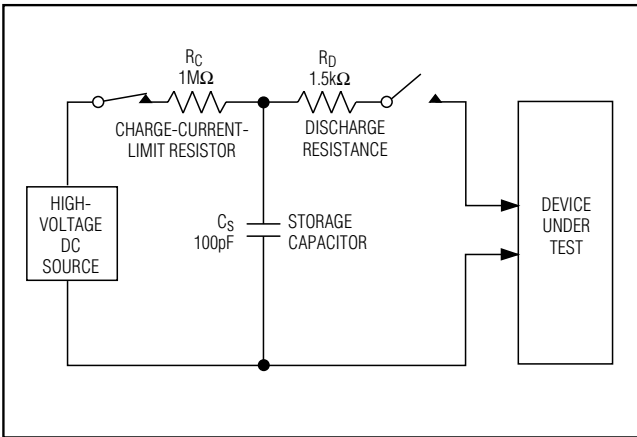 R_C
1MΩ
CHARGE-CURRENT-
LIMIT RESISTOR
R_D
1.5kΩ
DISCHARGE
RESISTANCE
HIGH-
VOLTAGE
DC
SOURCE
C_S
100pF
STORAGE
CAPACITOR
DEVICE
UNDER
TEST